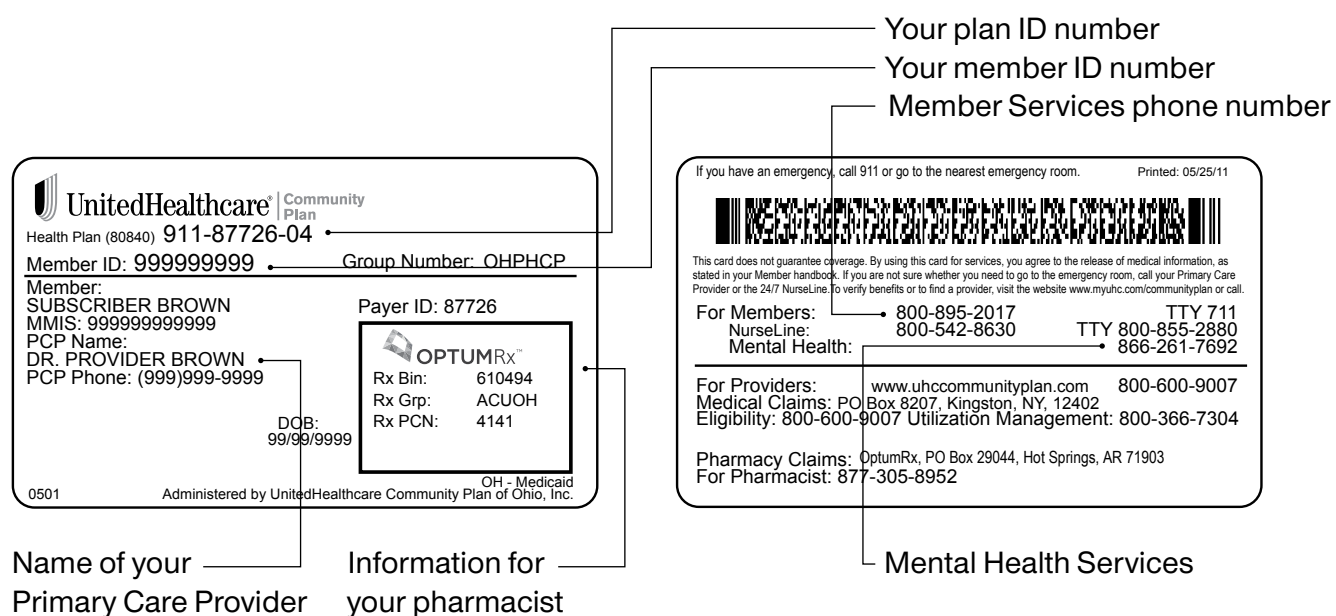 Your plan ID number
Your member ID number
Member Services phone number
UnitedHealthcare® Community Plan
Health Plan (80840) 911-87726-04
Member ID: 999999999 Group Number: OHPHCP
Member:
SUBSCRIBER BROWN
MMIS: 999999999999
PCP Name:
DR. PROVIDER BROWN
PCP Phone: (999)999-9999
DOB:
99/99/9999
Payer ID: 87726
OPTUMRx™
Rx Bin: 610494
Rx Grp: ACUOH
Rx PCN: 4141
OH - Medicaid
0501 Administered by UnitedHealthcare Community Plan of Ohio, Inc.
If you have an emergency, call 911 or go to the nearest emergency room. Printed: 05/25/11
This card does not guarantee coverage. By using this card for services, you agree to the release of medical information, as
stated in your Member handbook. If you are not sure whether you need to go to the emergency room, call your Primary Care
Provider or the 24/7 NurseLine.To verify benefits or to find a provider, visit the website www.myuhc.com/communityplan or call.
For Members: 800-895-2017 TTY 711
NurseLine: 800-542-8630 TTY 800-855-2880
Mental Health: 866-261-7692
For Providers: www.uhccommunityplan.com 800-600-9007
Medical Claims: PO Box 8207, Kingston, NY, 12402
Eligibility: 800-600-9007 Utilization Management: 800-366-7304
Pharmacy Claims: OptumRx, PO Box 29044, Hot Springs, AR 71903
For Pharmacist: 877-305-8952
Name of your
Primary Care Provider
Information for
your pharmacist
Mental Health Services